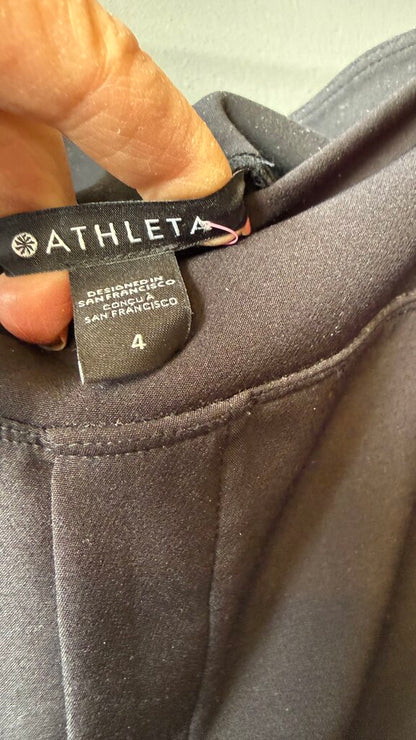 ATHLETA
DESIGNED IN
SAN FRANCISCO
CONÇU À
SAN FRANCISCO
4